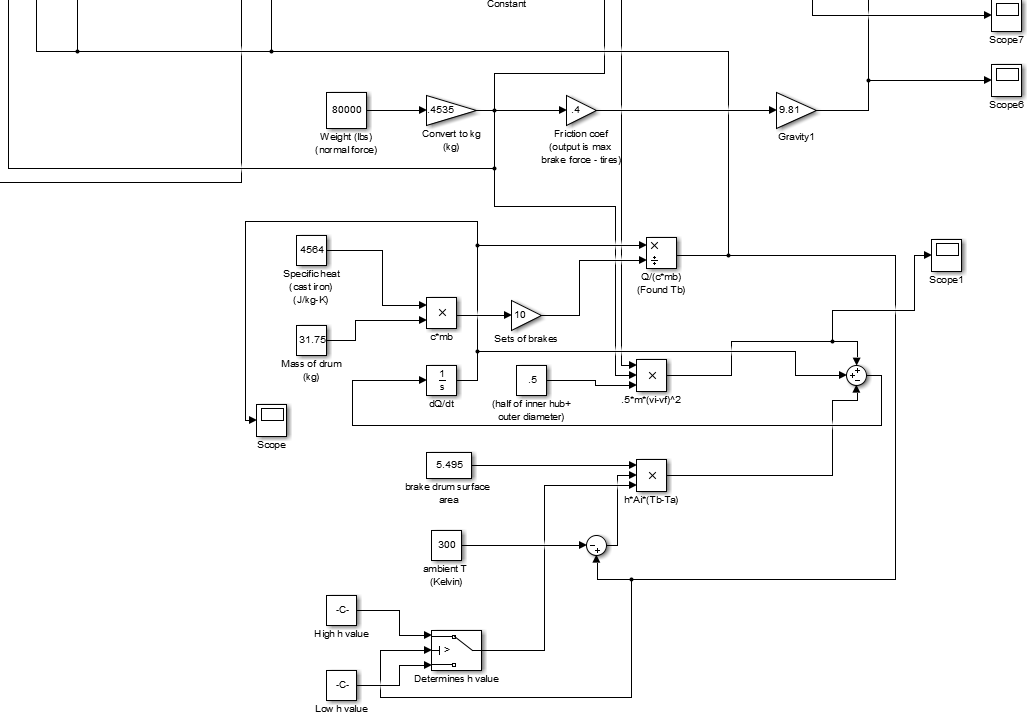 Constant
Scope7
Scope6
80000
Weight (lbs)
(normal force)
.4535
Convert to kg
(kg)
.4
Friction coef
(output is max
brake force - tires)
9.81
Gravity1
4564
Specific heat
(cast iron)
(J/kg-K)
×
÷
Q/(c*mb)
(Found Tb)
Scope1
31.75
Mass of drum
(kg)
×
c*mb
10
Sets of brakes
1
s
dQ/dt
.5
(half of inner hub+
outer diameter)
×
.5*m*(vi-vf)^2
+
+
−
Scope
5.495
brake drum surface
area
×
h*Ai*(Tb-Ta)
300
ambient T
(Kelvin)
−
+
-C-
High h value
>
Determines h value
-C-
Low h value